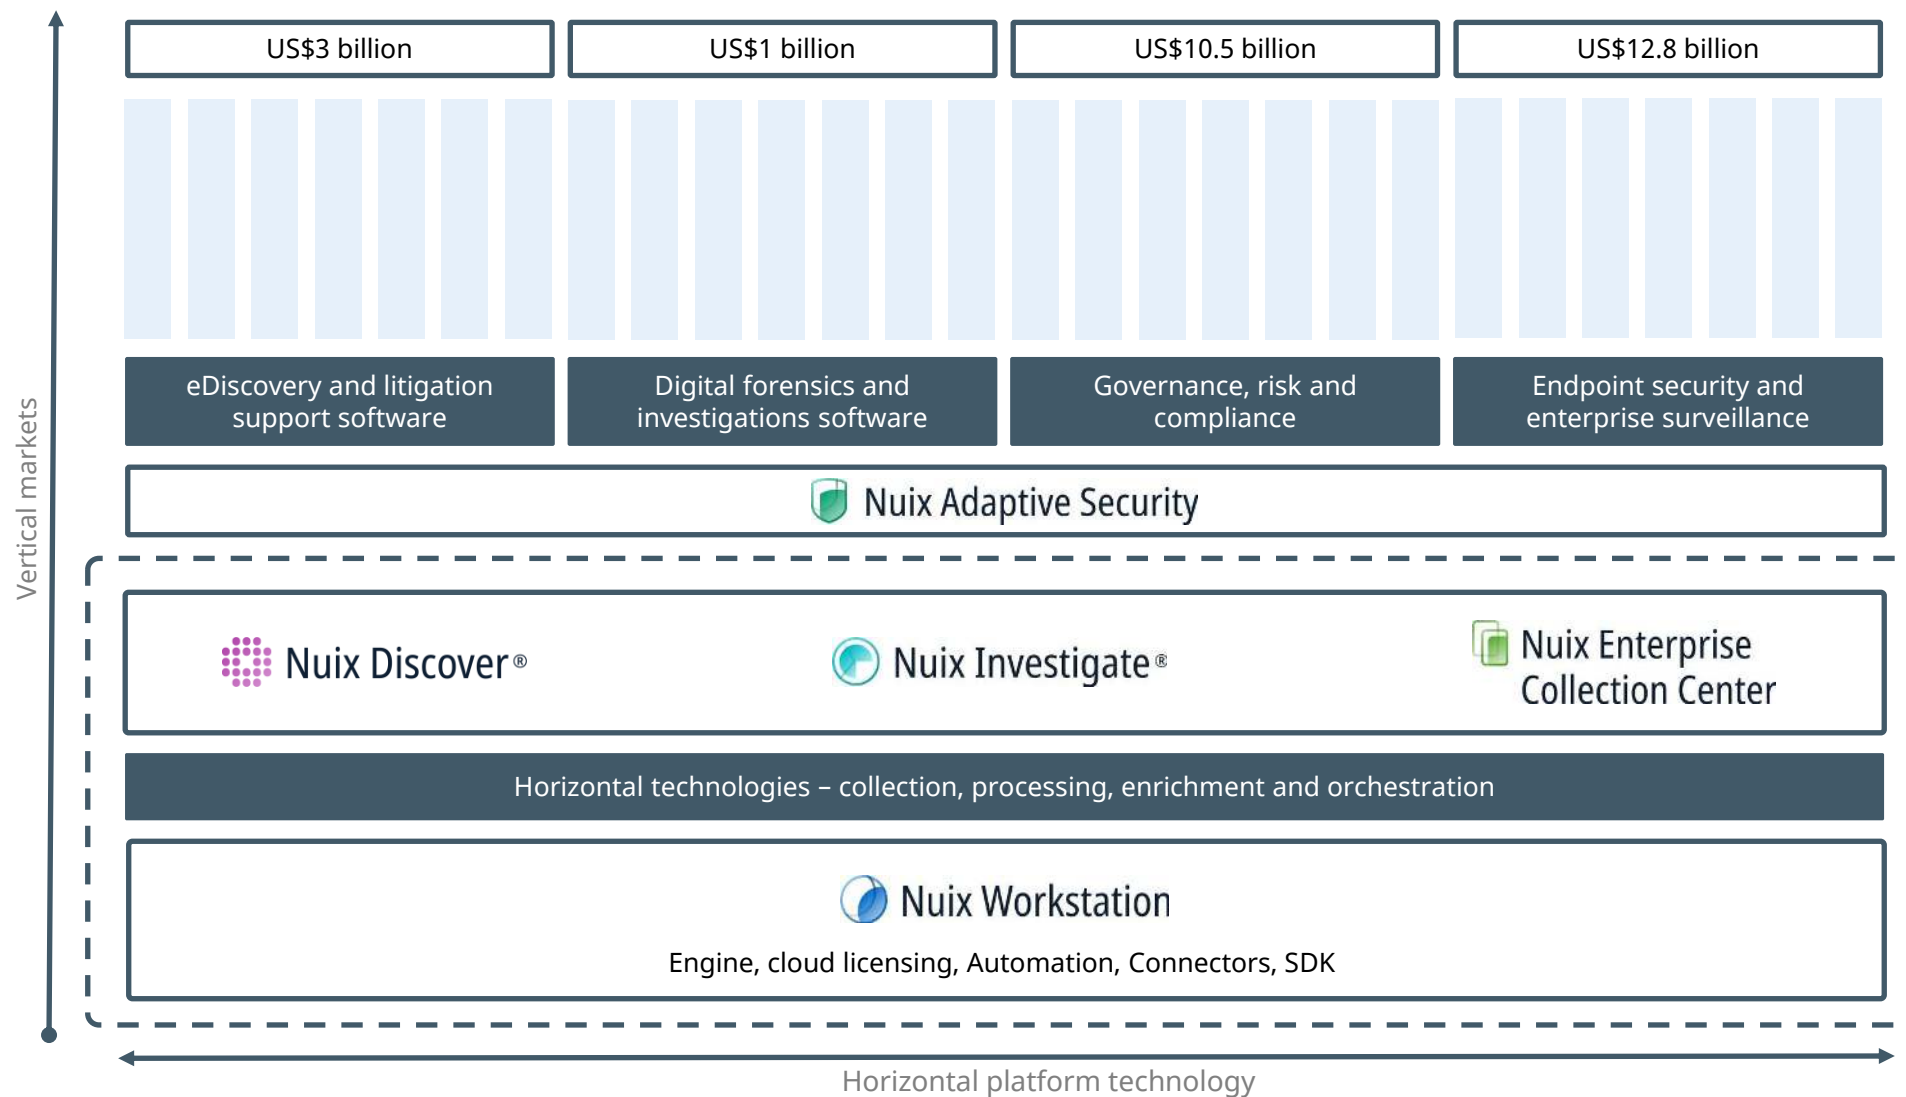 US$3 billion
US$1 billion
US$10.5 billion
US$12.8 billion
eDiscovery and litigation
support software
Digital forensics and
investigations software
Governance, risk and
compliance
Endpoint security and
enterprise surveillance
Vertical markets
Nuix Adaptive Security
Nuix Discover®
Nuix Investigate®
Nuix Enterprise
Collection Center
Horizontal technologies – collection, processing, enrichment and orchestration
Nuix Workstation
Engine, cloud licensing, Automation, Connectors, SDK
Horizontal platform technology